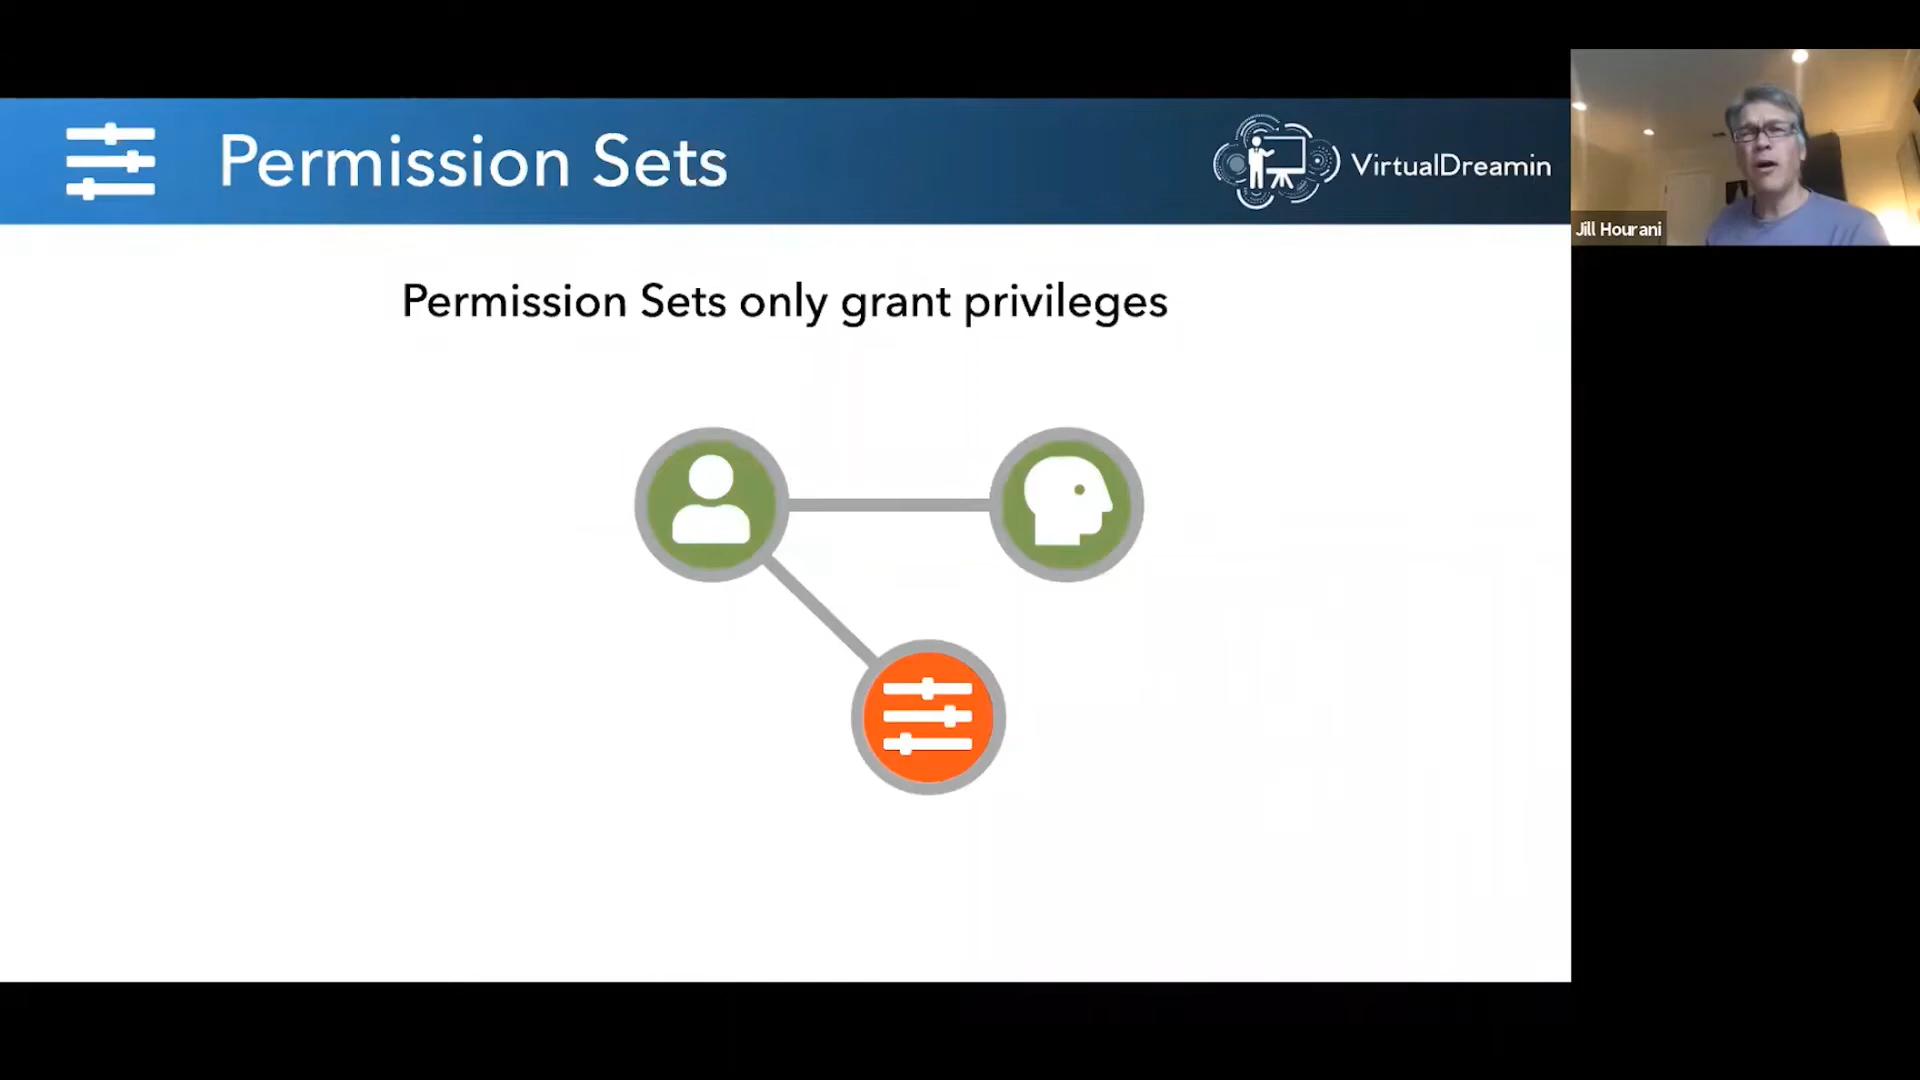 Permission Sets
VirtualDreamin
Jill Hourani
Permission Sets only grant privileges